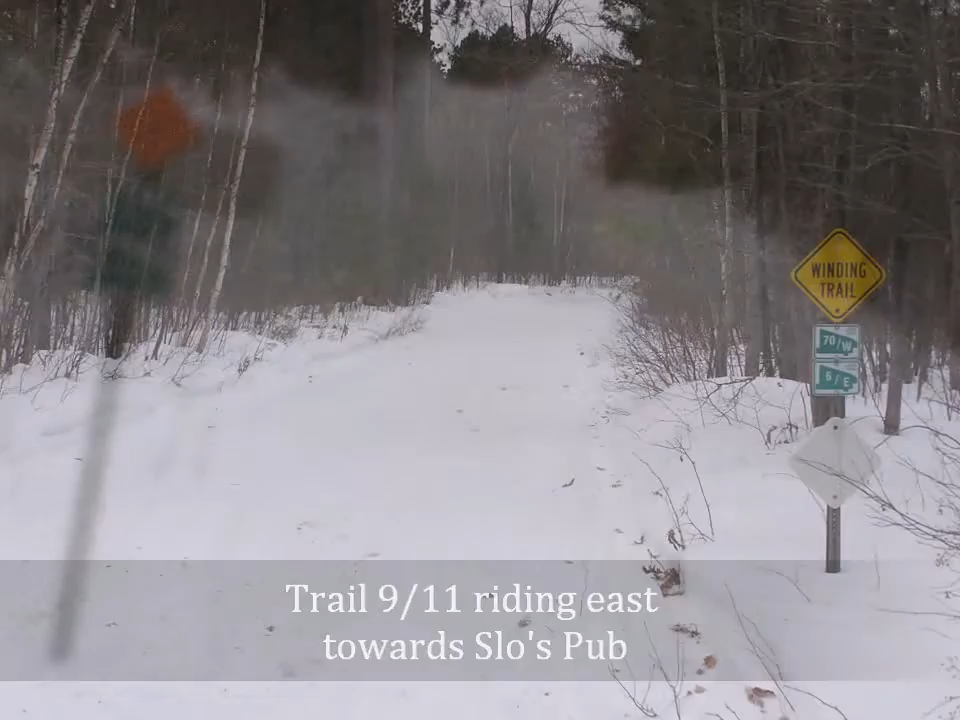 WINDING
TRAIL
70/W
6/E
Trail 9/11 riding east
towards Slo's Pub